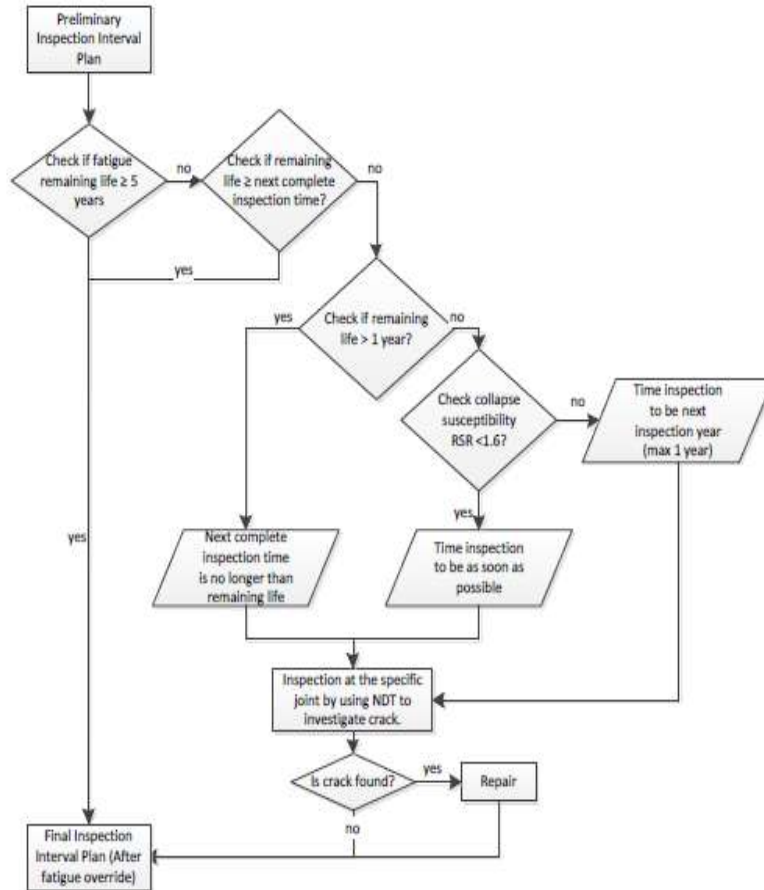 Preliminary
Inspection Interval
Plan
Check if fatigue
remaining life ≥ 5
years
no
Check if remaining
life ≥ next complete
inspection time?
no
yes
yes
Check if remaining
life > 1 year?
no
Check collapse
susceptibility
RSR <1.6?
no
Time inspection
to be next
inspection year
(max 1 year)
yes
yes
Next complete
inspection time
is no longer than
remaining life
Time inspection
to be as soon as
possible
Inspection at the specific
joint by using NDT to
investigate crack.
Is crack found?
yes
Repair
no
Final Inspection
Interval Plan (After
fatigue override)